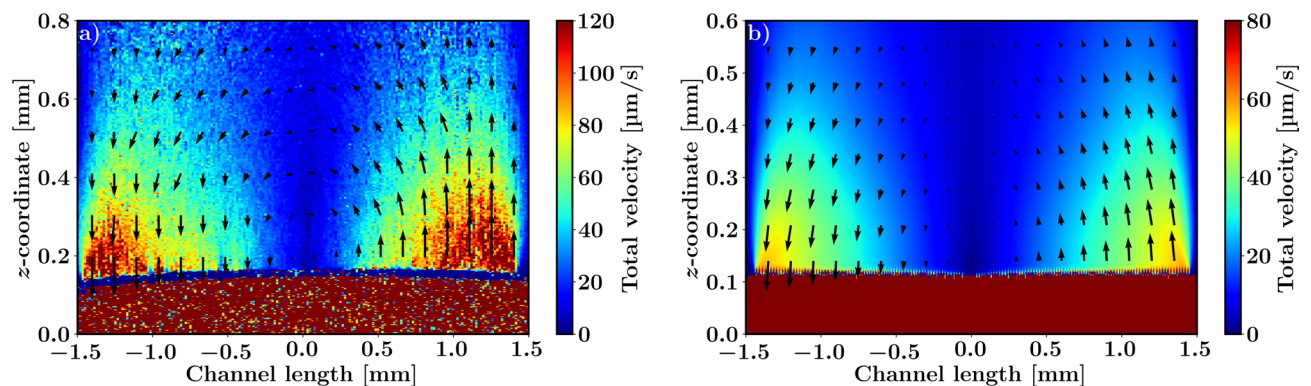 a)
0.8
0.6
0.4
0.2
0.0
z-coordinate [mm]
−1.5 −1.0 −0.5 0.0 0.5 1.0 1.5
Channel length [mm]
120
100
80
60
40
20
0
Total velocity [µm/s]
b)
0.6
0.5
0.4
0.3
0.2
0.1
0.0
z-coordinate [mm]
−1.5 −1.0 −0.5 0.0 0.5 1.0 1.5
Channel length [mm]
80
60
40
20
0
Total velocity [µm/s]